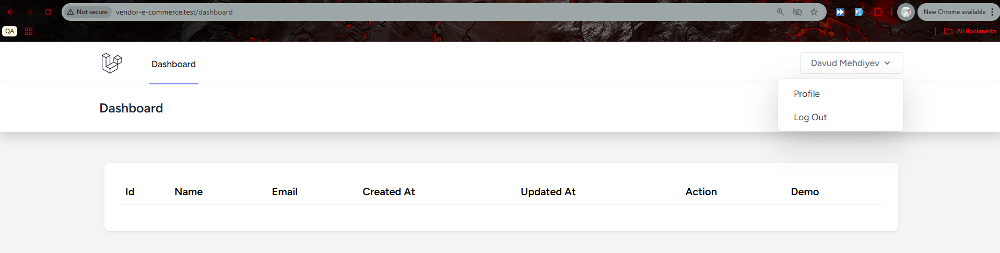 Not secure vendor-e-commerce.test/dashboard New Chrome available
QA All Bookmarks
Dashboard Davud Mehdiyev
Profile
Dashboard
Log Out
Id Name Email Created At Updated At Action Demo